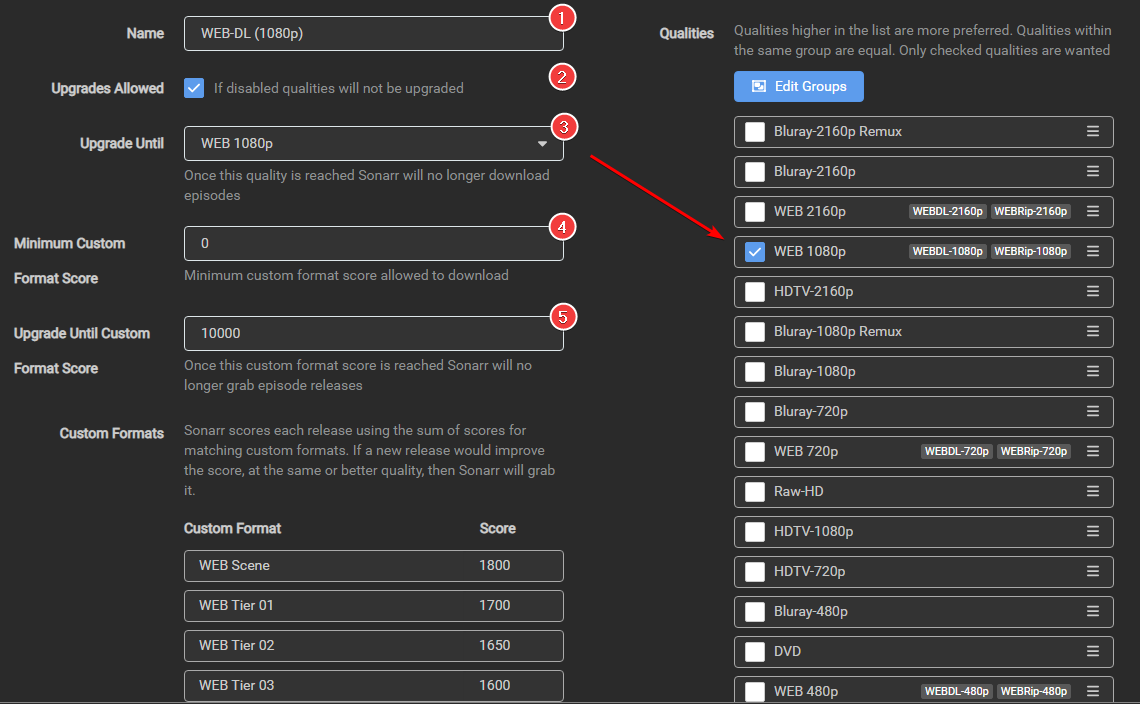 Name
WEB-DL (1080p)
1
Upgrades Allowed
If disabled qualities will not be upgraded
2
Upgrade Until
WEB 1080p
3
Once this quality is reached Sonarr will no longer download
episodes
Minimum Custom
Format Score
0
4
Minimum custom format score allowed to download
Upgrade Until Custom
Format Score
10000
5
Once this custom format score is reached Sonarr will no
longer grab episode releases
Custom Formats
Sonarr scores each release using the sum of scores for
matching custom formats. If a new release would improve
the score, at the same or better quality, then Sonarr will grab
it.
Custom Format Score
WEB Scene 1800
WEB Tier 01 1700
WEB Tier 02 1650
WEB Tier 03 1600
Qualities
Qualities higher in the list are more preferred. Qualities within
the same group are equal. Only checked qualities are wanted
Edit Groups
Bluray-2160p Remux
Bluray-2160p
WEB 2160p WEBDL-2160p WEBRip-2160p
WEB 1080p WEBDL-1080p WEBRip-1080p
HDTV-2160p
Bluray-1080p Remux
Bluray-1080p
Bluray-720p
WEB 720p WEBDL-720p WEBRip-720p
Raw-HD
HDTV-1080p
HDTV-720p
Bluray-480p
DVD
WEB 480p WEBDL-480p WEBRip-480p